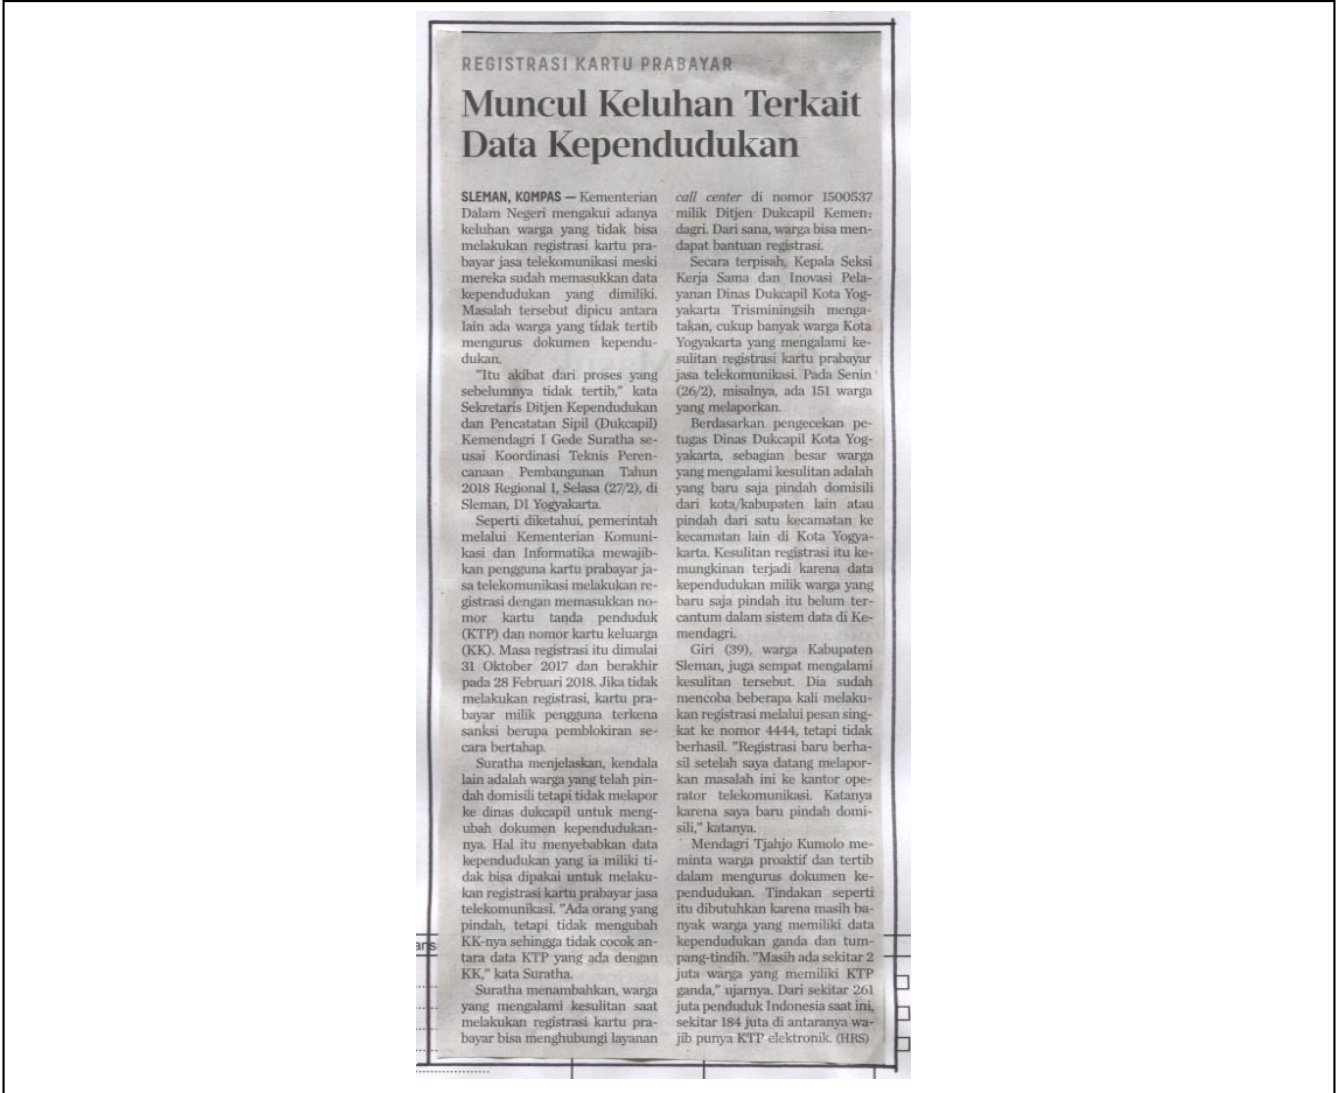 REGISTRASI KARTU PRABAYAR
Muncul Keluhan Terkait
Data Kependudukan
SLEMAN, KOMPAS — Kementerian
Dalam Negeri mengakui adanya
keluhan warga yang tidak bisa
melakukan registrasi kartu pra-
bayar jasa telekomunikasi meski
mereka sudah memasukkan data
kependudukan yang dimiliki.
Masalah tersebut dipicu antara
lain ada warga yang tidak tertib
mengurus dokumen kependu-
dukan.
"Itu akibat dari proses yang
sebelumnya tidak tertib," kata
Sekretaris Ditjen Kependudukan
dan Pencatatan Sipil (Dukcapil)
Kemendagri I Gede Suratha se-
usai Koordinasi Teknis Peren-
canaan Pembangunan Tahun
2018 Regional I, Selasa (27/2), di
Sleman, DI Yogyakarta.
Seperti diketahui, pemerintah
melalui Kementerian Komuni-
kasi dan Informatika mewajib-
kan pengguna kartu prabayar ja-
sa telekomunikasi melakukan re-
gistrasi dengan memasukkan no-
mor kartu tanda penduduk
(KTP) dan nomor kartu keluarga
(KK). Masa registrasi itu dimulai
31 Oktober 2017 dan berakhir
pada 28 Februari 2018. Jika tidak
melakukan registrasi, kartu pra-
bayar milik pengguna terkena
sanksi berupa pemblokiran se-
cara bertahap.
Suratha menjelaskan, kendala
lain adalah warga yang telah pin-
dah domisili tetapi tidak melapor
ke dinas dukcapil untuk meng-
ubah dokumen kependudukan-
nya. Hal itu menyebabkan data
kependudukan yang ia miliki ti-
dak bisa dipakai untuk melaku-
kan registrasi kartu prabayar jasa
telekomunikasi. "Ada orang yang
pindah, tetapi tidak mengubah
KK-nya sehingga tidak cocok an-
tara data KTP yang ada dengan
KK," kata Suratha.
Suratha menambahkan, warga
yang mengalami kesulitan saat
melakukan registrasi kartu pra-
bayar bisa menghubungi layanan
call center di nomor 1500537
milik Ditjen Dukcapil Kemen-
dagri. Dari sana, warga bisa men-
dapat bantuan registrasi.
Secara terpisah, Kepala Seksi
Kerja Sama dan Inovasi Pela-
yanan Dinas Dukcapil Kota Yog-
yakarta Trisminingsih menga-
takan, cukup banyak warga Kota
Yogyakarta yang mengalami ke-
sulitan registrasi kartu prabayar
jasa telekomunikasi. Pada Senin
(26/2), misalnya, ada 151 warga
yang melaporkan.
Berdasarkan pengecekan pe-
tugas Dinas Dukcapil Kota Yog-
yakarta, sebagian besar warga
yang mengalami kesulitan adalah
yang baru saja pindah domisili
dari kota/kabupaten lain atau
pindah dari satu kecamatan ke
kecamatan lain di Kota Yogya-
karta. Kesulitan registrasi itu ke-
mungkinan terjadi karena data
kependudukan milik warga yang
baru saja pindah itu belum ter-
cantum dalam sistem data di Ke-
mendagri.
Giri (39), warga Kabupaten
Sleman, juga sempat mengalami
kesulitan tersebut. Dia sudah
mencoba beberapa kali melaku-
kan registrasi melalui pesan sing-
kat ke nomor 4444, tetapi tidak
berhasil. "Registrasi baru berha-
sil setelah saya datang melapor-
kan masalah ini ke kantor ope-
rator telekomunikasi. Katanya
karena saya baru pindah domi-
sili," katanya.
Mendagri Tjahjo Kumolo me-
minta warga proaktif dan tertib
dalam mengurus dokumen ke-
pendudukan. Tindakan seperti
itu dibutuhkan karena masih ba-
nyak warga yang memiliki data
kependudukan ganda dan tum-
pang-tindih. "Masih ada sekitar 2
juta warga yang memiliki KTP
ganda," ujarnya. Dari sekitar 261
juta penduduk Indonesia saat ini,
sekitar 184 juta di antaranya wa-
jib punya KTP elektronik. (HRS)